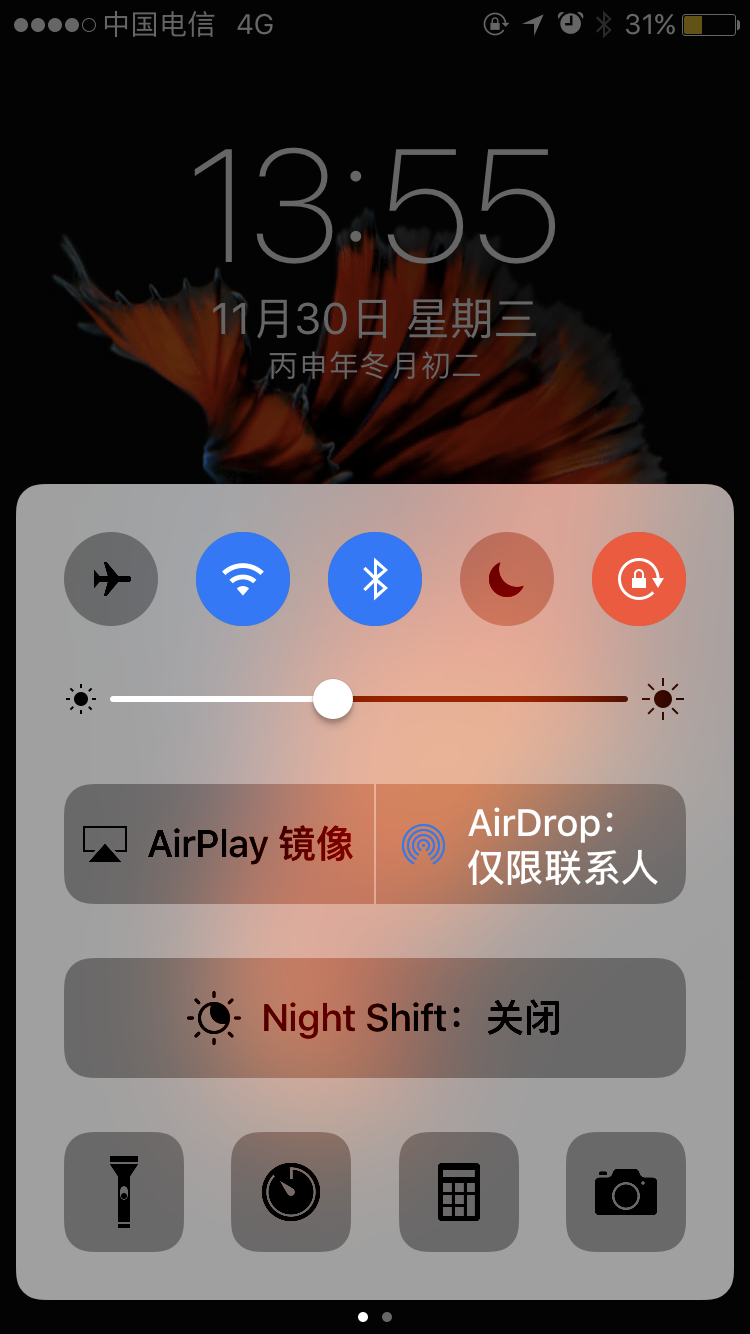 中国电信 4G 31%
13:55
11月30日 星期三
丙申年冬月初二
AirPlay 镜像
AirDrop：
仅限联系人
Night Shift： 关闭